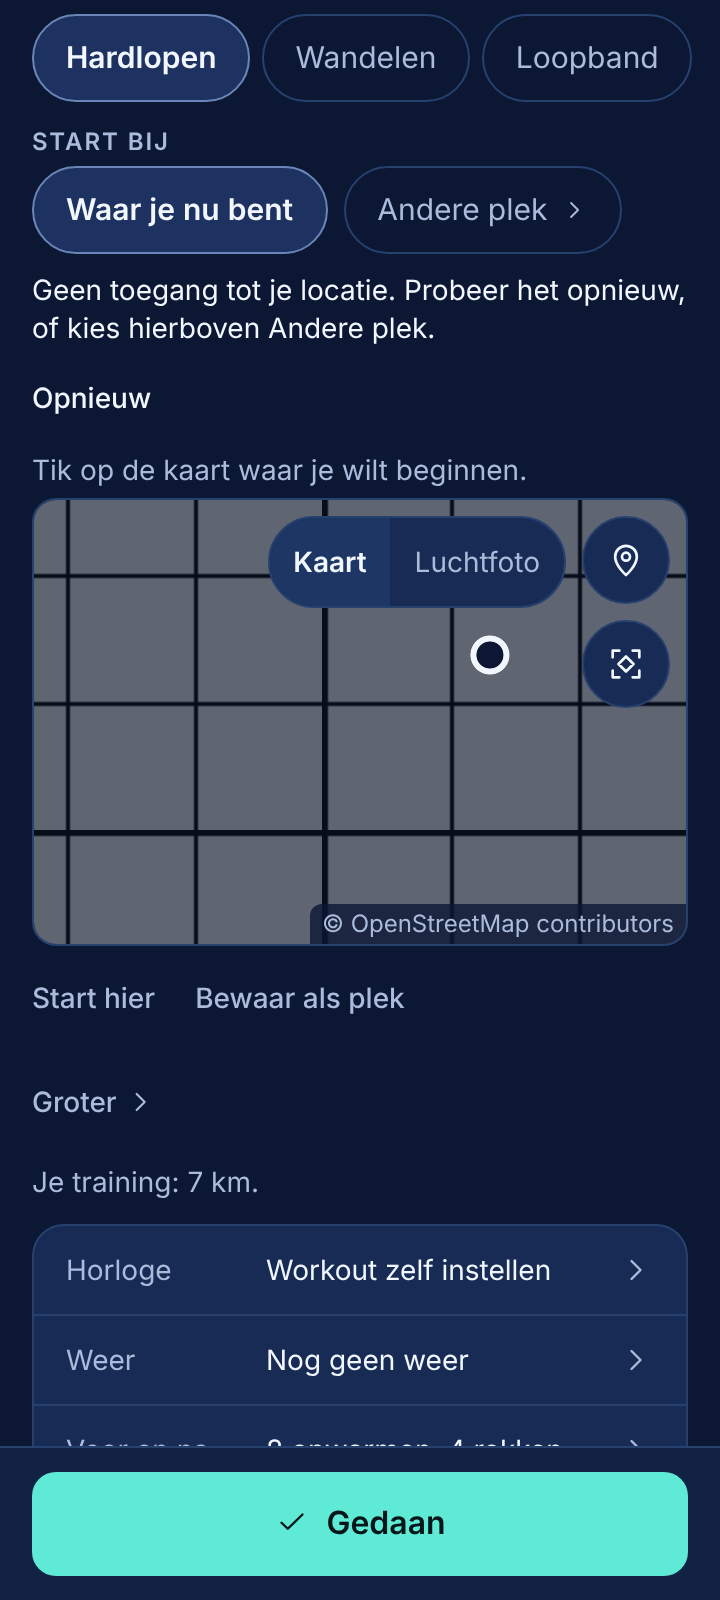 Hardlopen Wandelen Loopband
START BIJ
Waar je nu bent Andere plek
Geen toegang tot je locatie. Probeer het opnieuw,
of kies hierboven Andere plek.
Opnieuw
Tik op de kaart waar je wilt beginnen.
Kaart Luchtfoto
© OpenStreetMap contributors
Start hier Bewaar als plek
Groter
Je training: 7 km.
Horloge Workout zelf instellen
Weer Nog geen weer
Gedaan